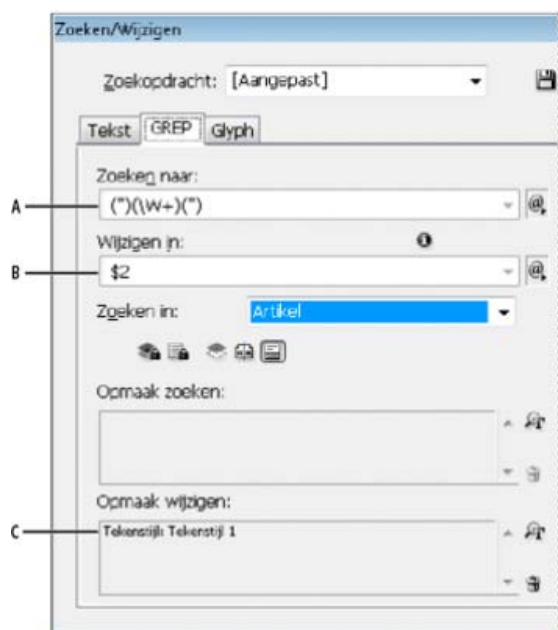 Zoeken/Wijzigen
Zoekopdracht: [Aangepast]
Tekst GREP Glyph
Zoeken naar:
A
(")(\W+)(")
Wijzigen in:
B
$2
Zoeken in: Artikel
Opmaak zoeken:
Opmaak wijzigen:
C
Tekenstijl: Tekenstijl 1